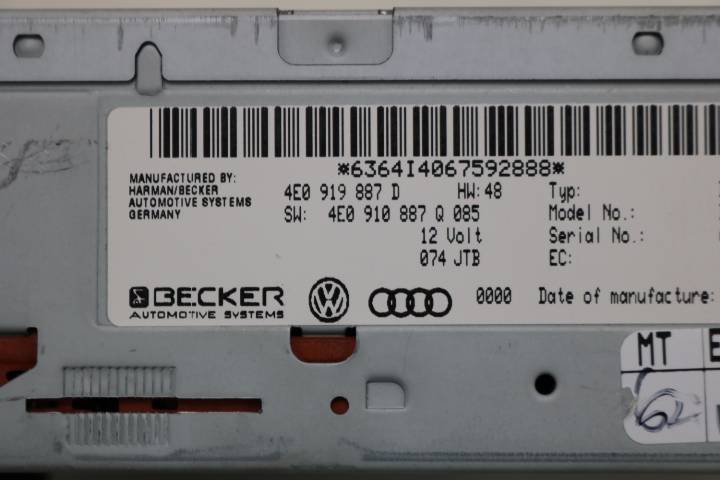 *6364I4067592888*
MANUFACTURED BY:
HARMAN/BECKER
AUTOMOTIVE SYSTEMS
GERMANY
4E0 919 887 D HW: 48
SW: 4E0 910 887 Q 085
12 Volt
074 JTB
Typ:
Model No.:
Serial No.:
EC:
BECKER
AUTOMOTIVE SYSTEMS
0000 Date of manufacture:
MT